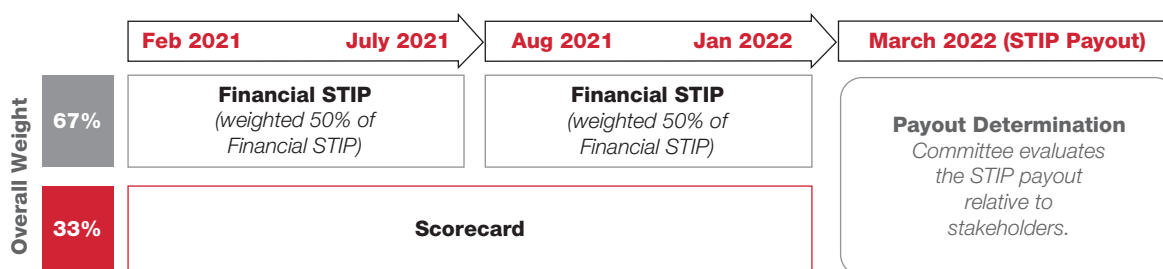 Feb 2021 July 2021 Aug 2021 Jan 2022 March 2022 (STIP Payout)
Overall Weight
67%
Financial STIP
(weighted 50% of
Financial STIP)
Financial STIP
(weighted 50% of
Financial STIP)
Payout Determination
Committee evaluates
the STIP payout
relative to
stakeholders.
33%
Scorecard